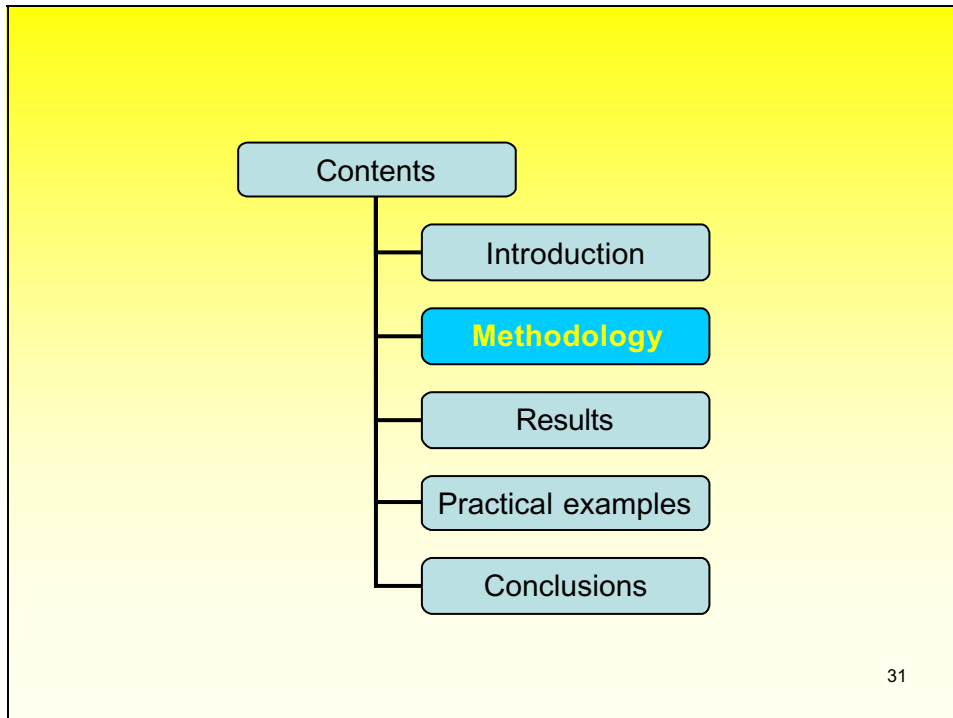 Contents
Introduction
Methodology
Results
Practical examples
Conclusions
31